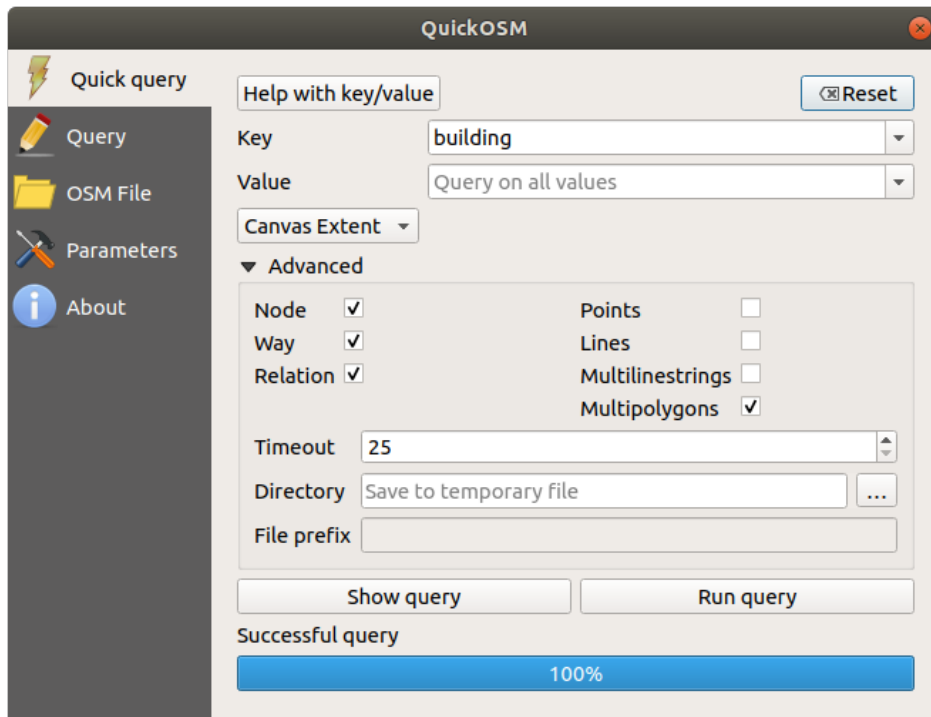 QuickOSM
Quick query
Query
OSM File
Parameters
About
Help with key/value
Reset
Key building
Value Query on all values
Canvas Extent
Advanced
Node Points
Way Lines
Relation Multilinestrings
Multipolygons
Timeout 25
Directory Save to temporary file ...
File prefix
Show query Run query
Successful query
100%